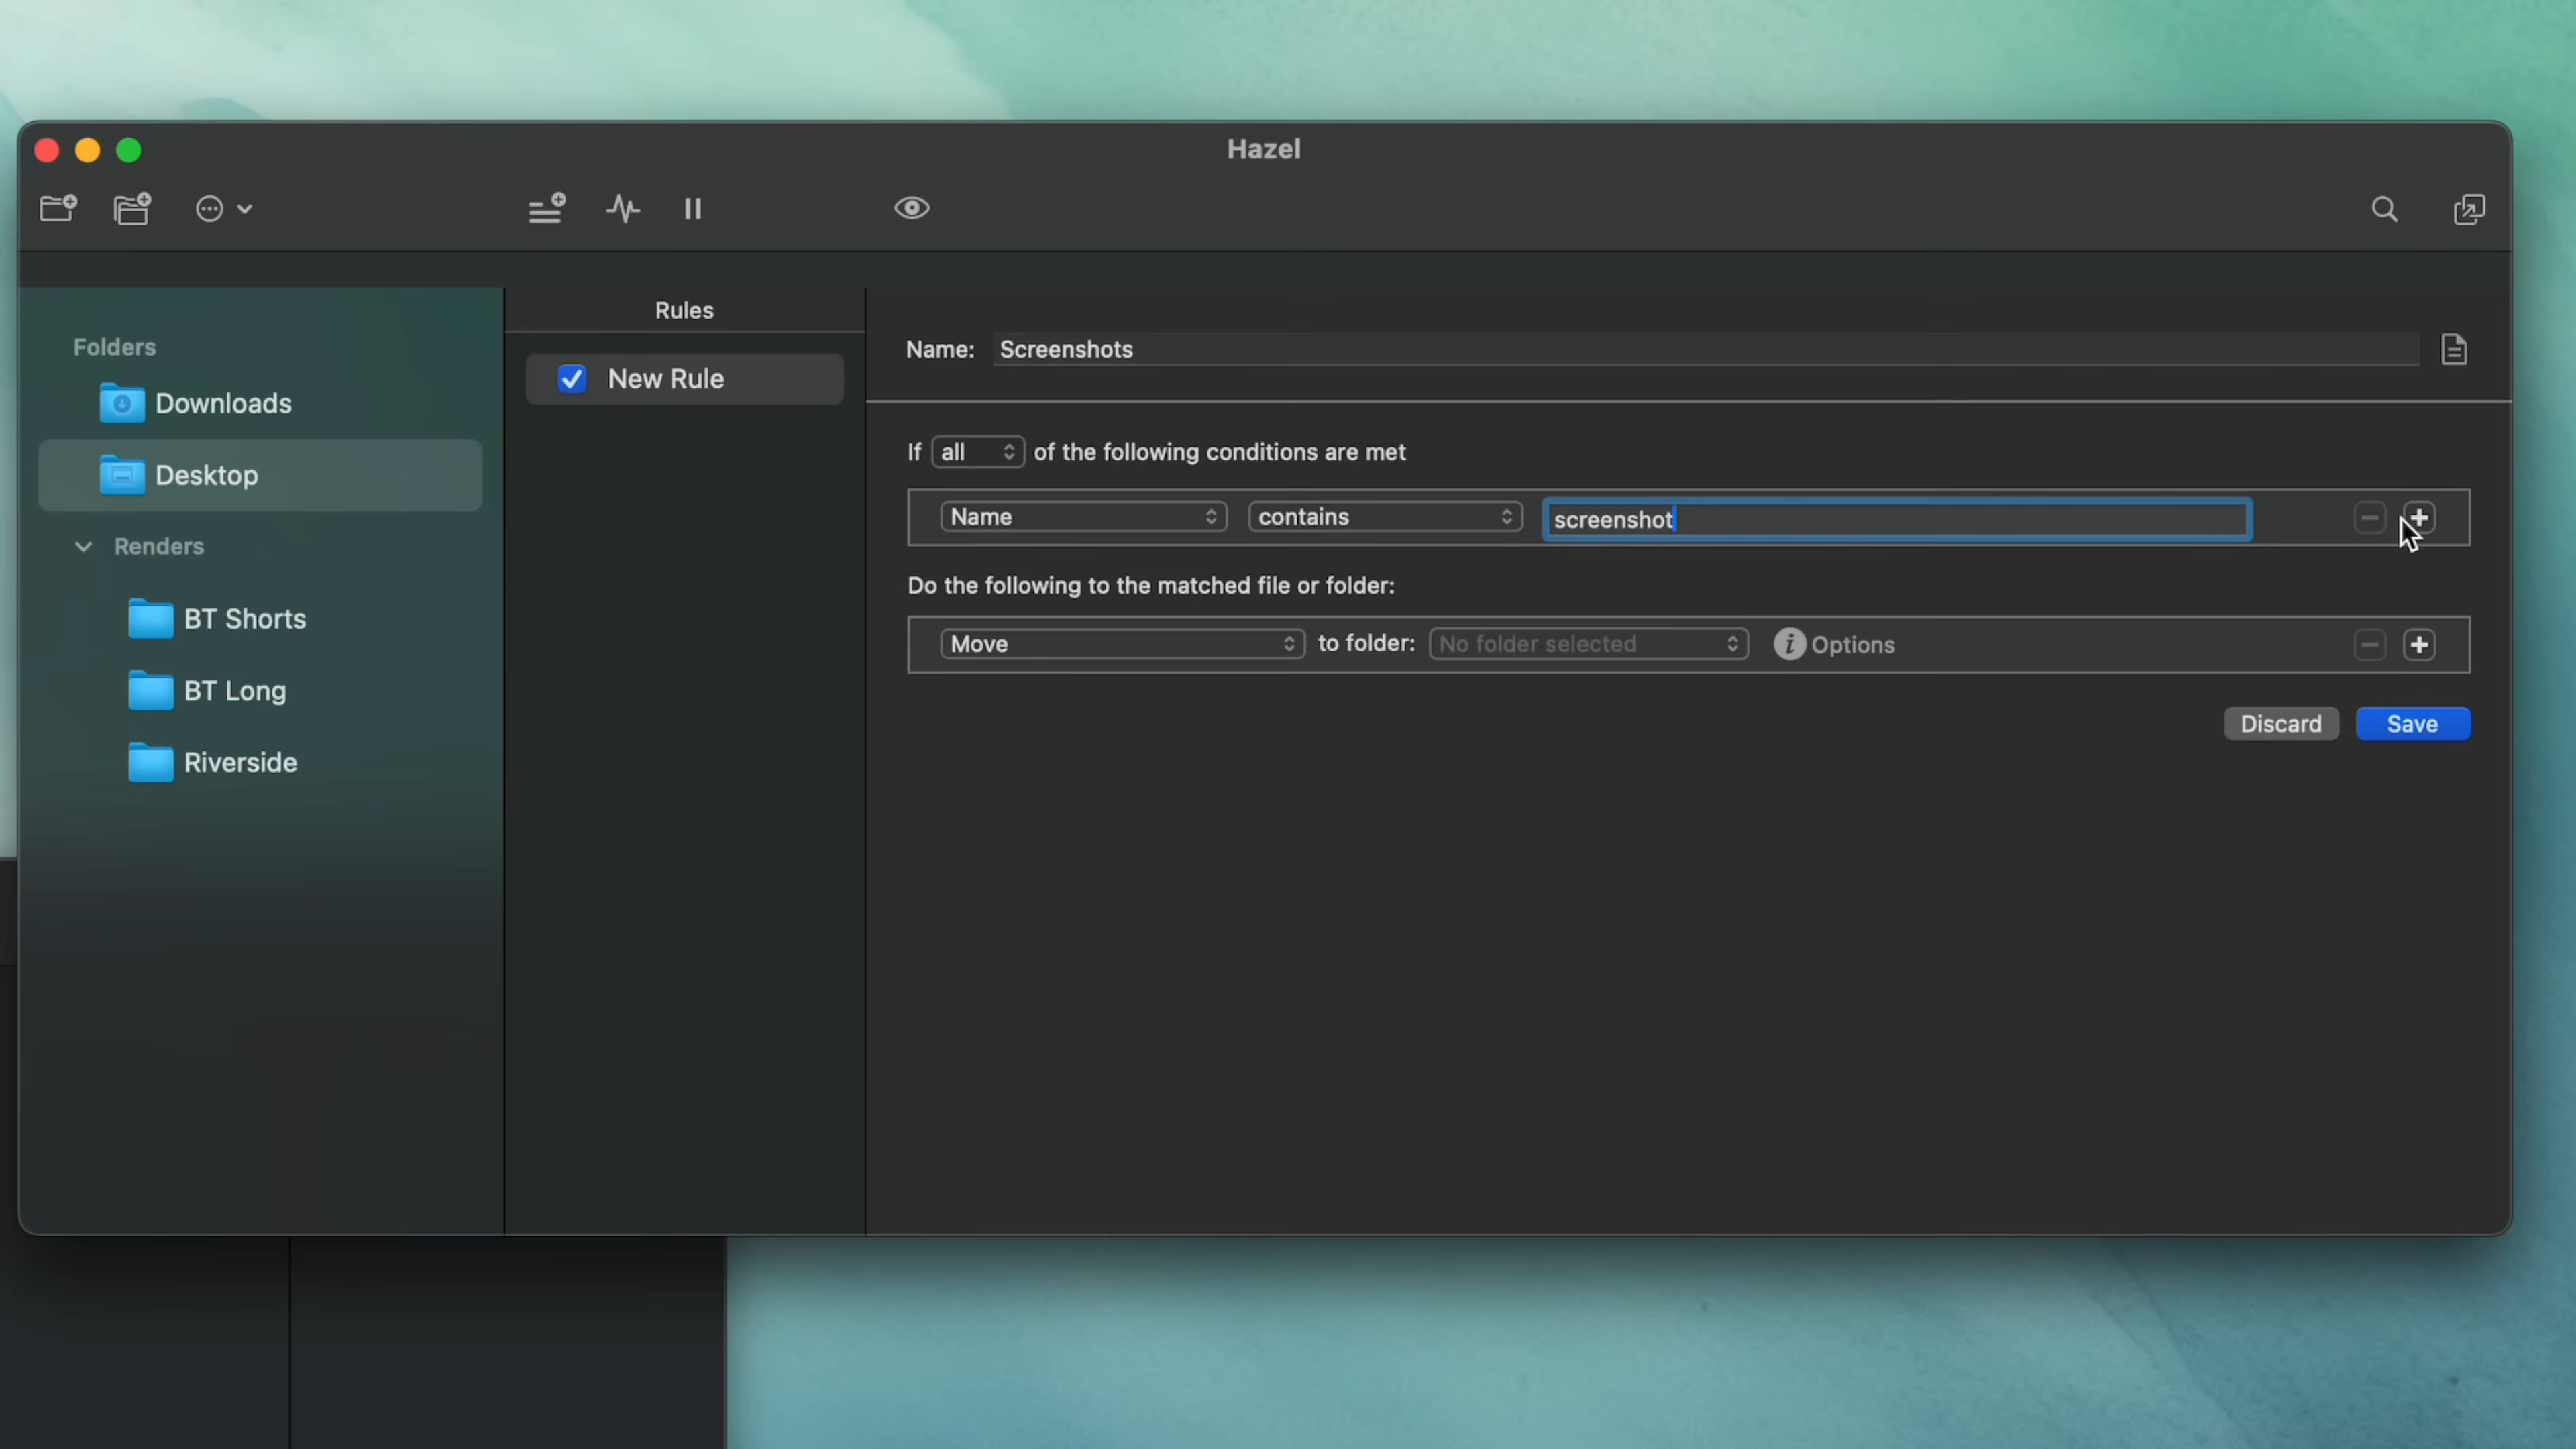 Hazel
Folders
Downloads
Desktop
Renders
BT Shorts
BT Long
Riverside
Rules
New Rule
Name: Screenshots
If all of the following conditions are met
Name contains screenshot
Do the following to the matched file or folder:
Move to folder: No folder selected i Options
Discard Save